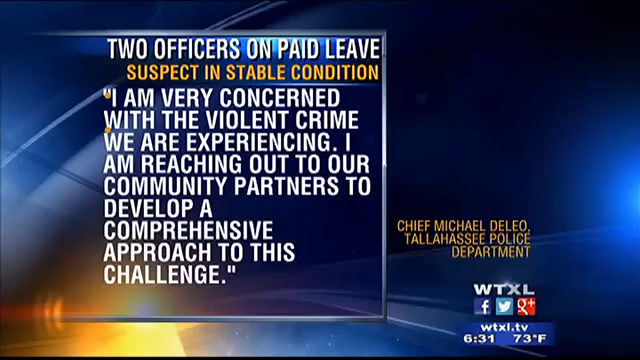 TWO OFFICERS ON PAID LEAVE
SUSPECT IN STABLE CONDITION
"I AM VERY CONCERNED
WITH THE VIOLENT CRIME
WE ARE EXPERIENCING. I
AM REACHING OUT TO OUR
COMMUNITY PARTNERS TO
DEVELOP A
COMPREHENSIVE
APPROACH TO THIS
CHALLENGE."
CHIEF MICHAEL DELEO,
TALLAHASSEE POLICE
DEPARTMENT
WTXL
f g+
wtxl.tv
6:31 73°F